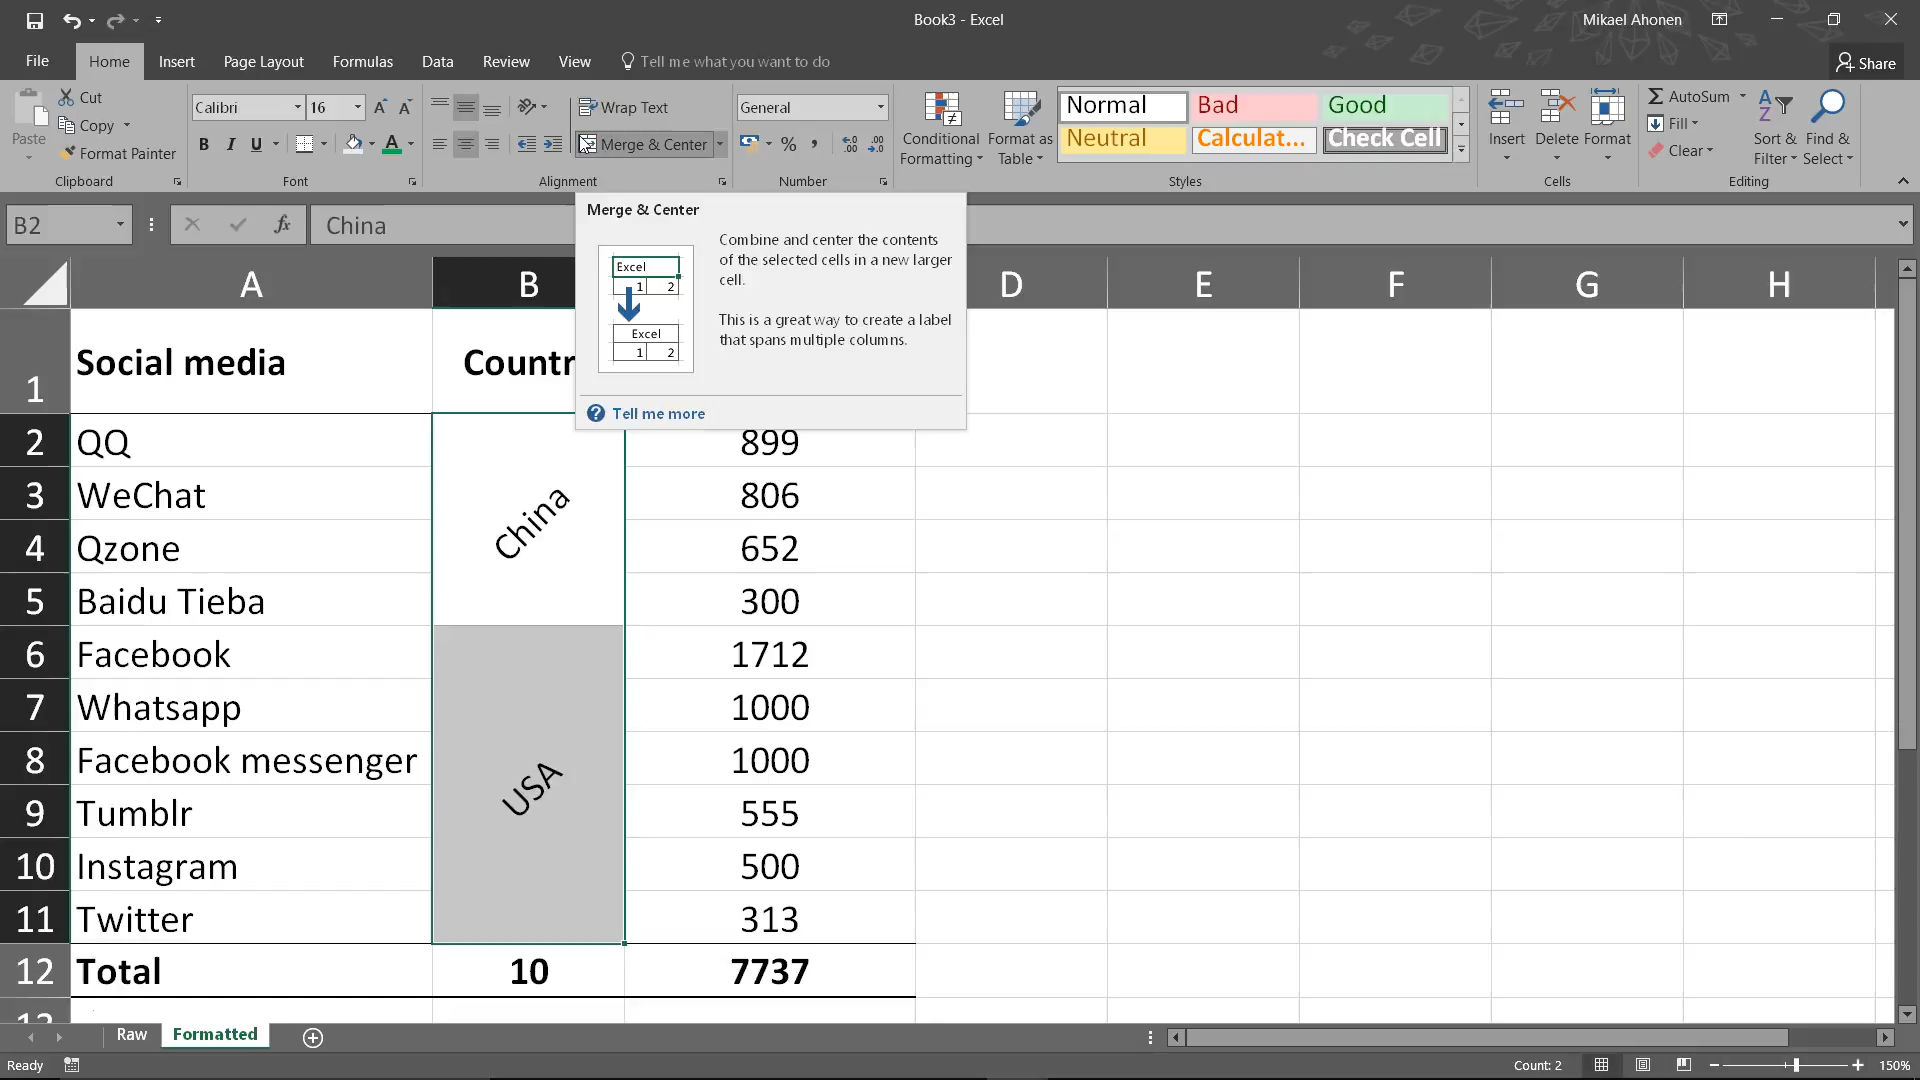 Book3 - Excel
Mikael Ahonen
File
Home
Insert
Page Layout
Formulas
Data
Review
View
Tell me what you want to do
Share
Paste
Cut
Copy
Format Painter
Clipboard
Calibri
16
B I U
A
Font
Wrap Text
Merge & Center
Alignment
General
%
Number
Conditional
Formatting
Format as
Table
Normal
Bad
Good
Neutral
Calculat...
Check Cell
Styles
Insert
Delete
Format
Cells
AutoSum
Fill
Clear
Sort &
Filter
Find &
Select
Editing
B2
fx
China
Merge & Center
Excel
1 2
Excel
1 2
Combine and center the contents
of the selected cells in a new larger
cell.
This is a great way to create a label
that spans multiple columns.
Tell me more
A B D E F G H
1 Social media Countr
2 QQ 899
3 WeChat 806
4 Qzone 652
5 Baidu Tieba 300
China
6 Facebook 1712
7 Whatsapp 1000
8 Facebook messenger 1000
9 Tumblr 555
10 Instagram 500
11 Twitter 313
USA
12 Total 10 7737
Raw
Formatted
Ready
Count: 2
150%